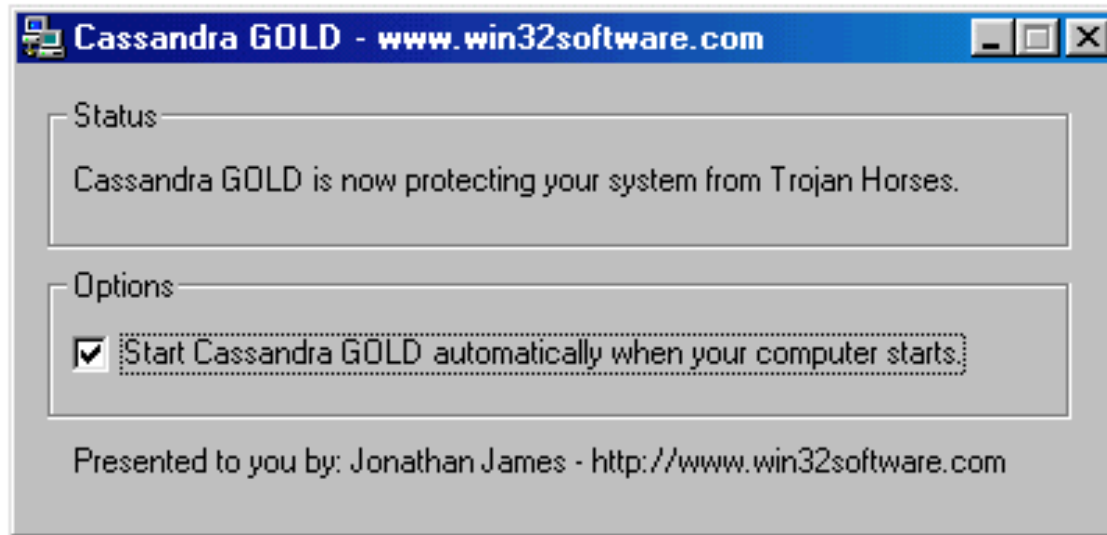 Cassandra GOLD - www.win32software.com
Status
Cassandra GOLD is now protecting your system from Trojan Horses.
Options
Start Cassandra GOLD automatically when your computer starts.
Presented to you by: Jonathan James - http://www.win32software.com